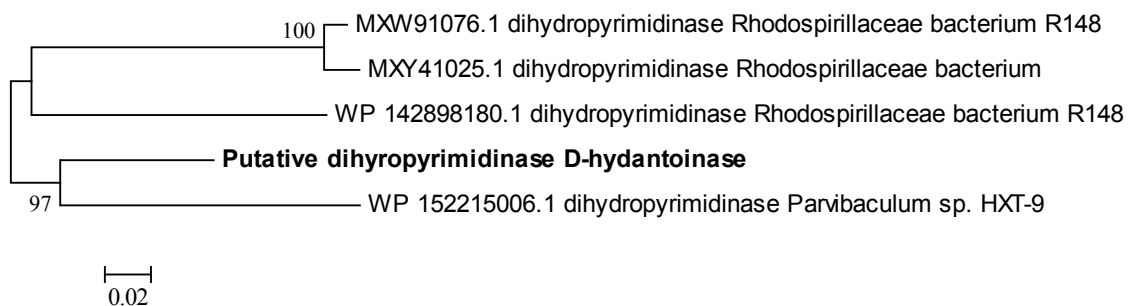 100
MXW91076.1 dihydropyrimidinase Rhodospirillaceae bacterium R148
MXY41025.1 dihydropyrimidinase Rhodospirillaceae bacterium
WP 142898180.1 dihydropyrimidinase Rhodospirillaceae bacterium R148
Putative dihyropyrimidinase D-hydantoinase
97
WP 152215006.1 dihydropyrimidinase Parvibaculum sp. HXT-9
0.02